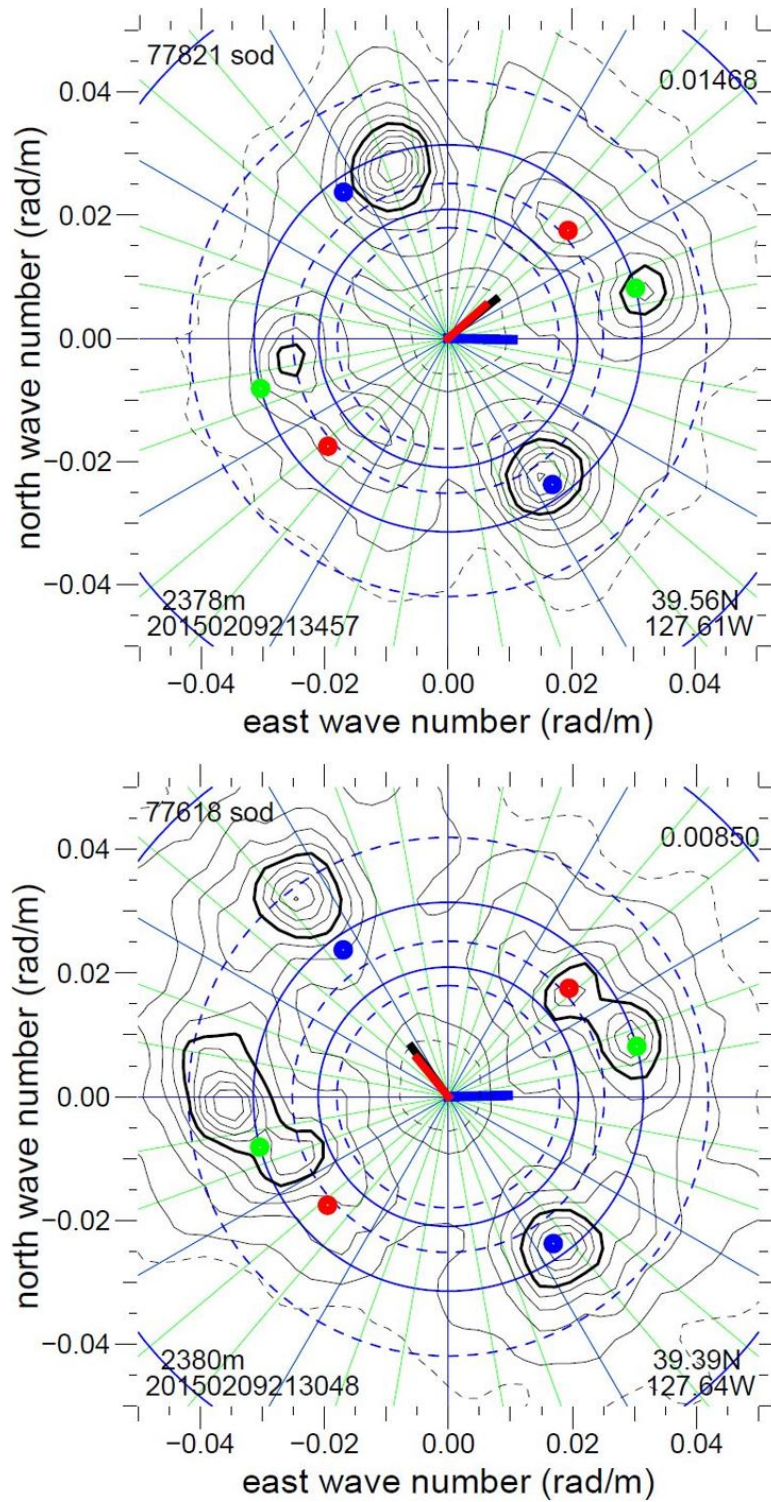 77821 sod
0.01468
0.04
0.02
0.00
−0.02
−0.04
north wave number (rad/m)
2378m
20150209213457
39.56N
127.61W
−0.04 −0.02 0.00 0.02 0.04
east wave number (rad/m)
77618 sod
0.00850
0.04
0.02
0.00
−0.02
−0.04
north wave number (rad/m)
2380m
20150209213048
39.39N
127.64W
−0.04 −0.02 0.00 0.02 0.04
east wave number (rad/m)